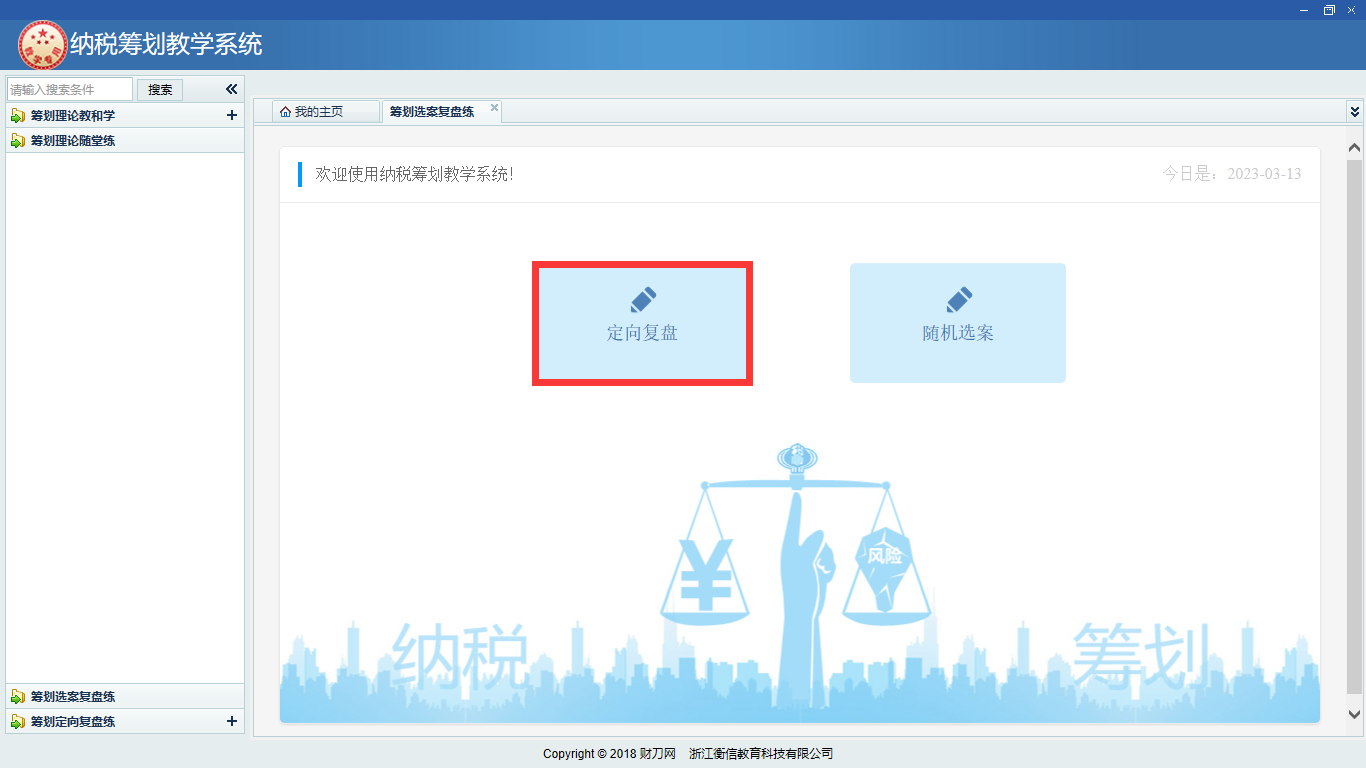 纳税筹划教学系统
请输入搜索条件 搜索
筹划理论教和学
筹划理论随堂练
筹划选案复盘练
筹划定向复盘练
我的主页 筹划选案复盘练
欢迎使用纳税筹划教学系统!
今日是：2023-03-13
定向复盘
随机选案
风险
¥
纳税 筹划
Copyright © 2018 财刀网 浙江衡信教育科技有限公司